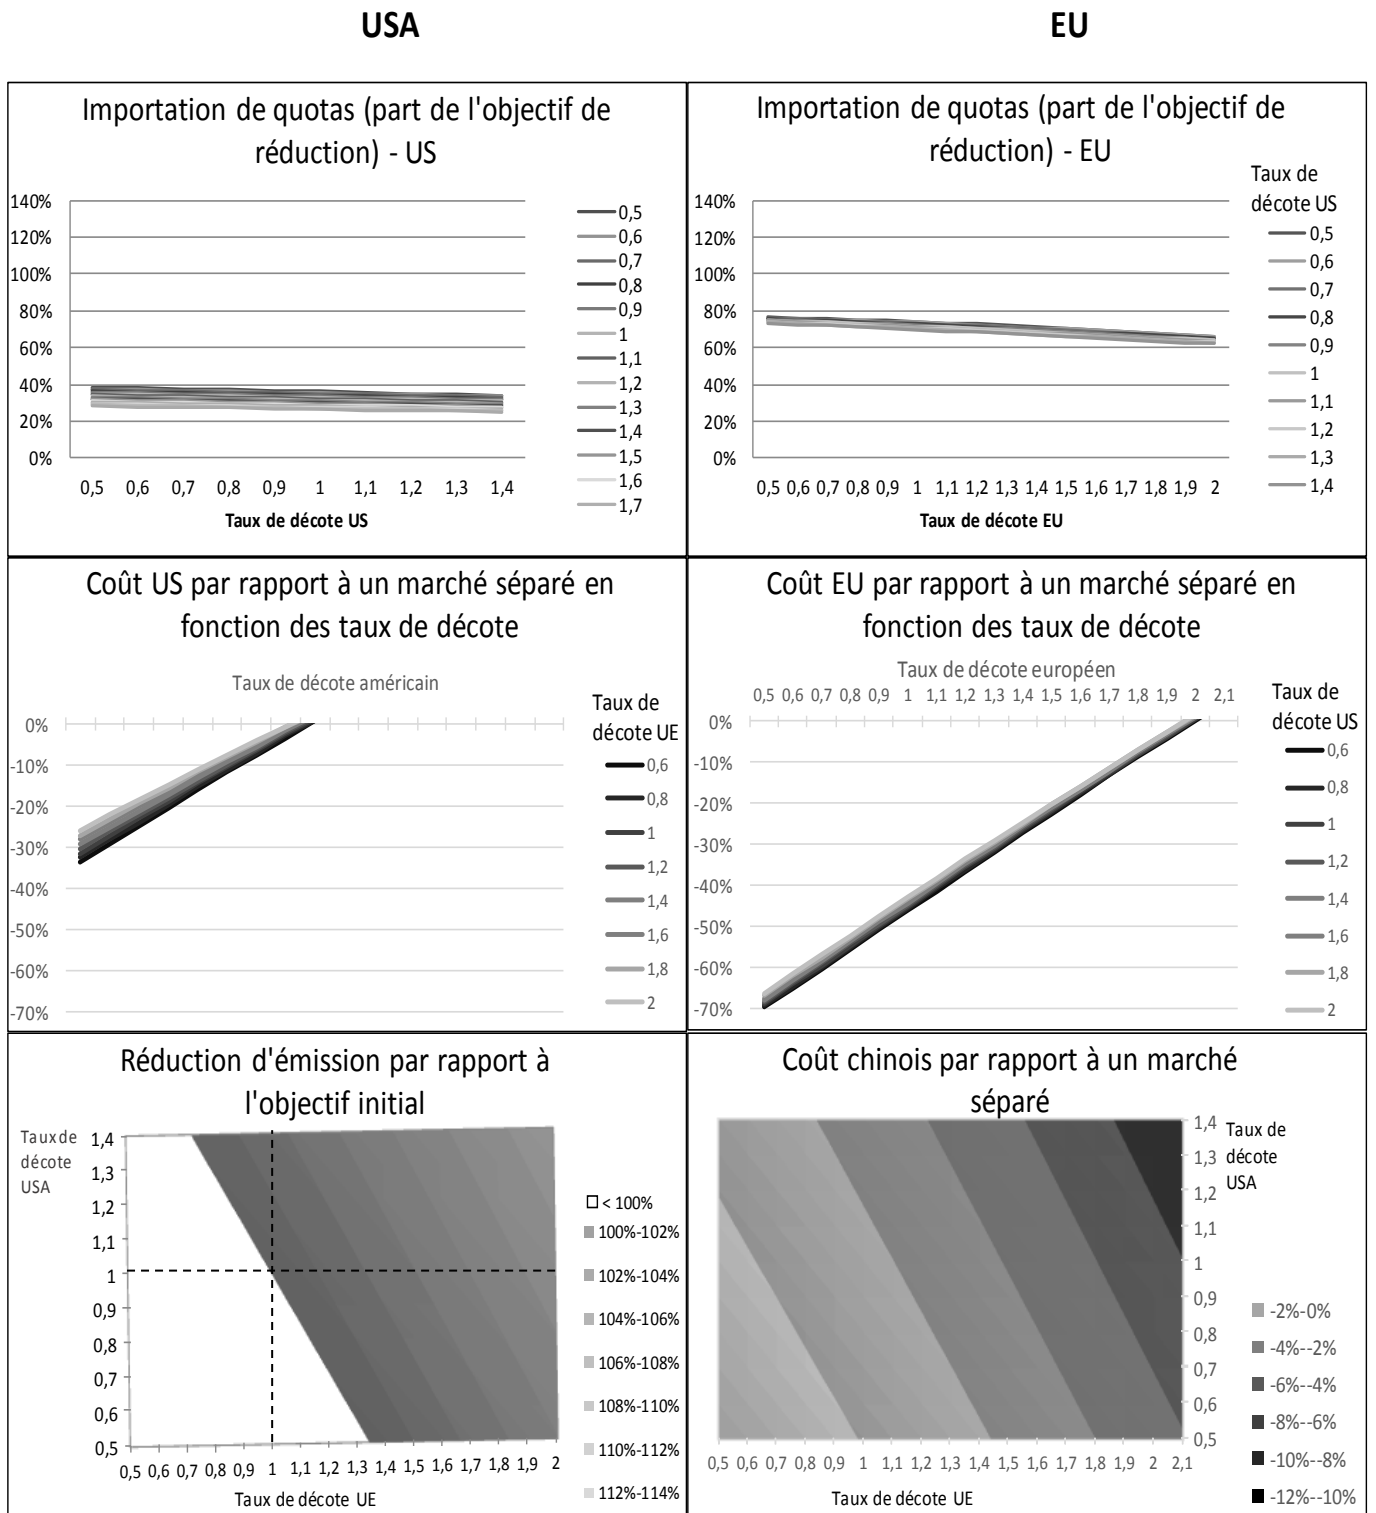 USA
EU
Importation de quotas (part de l'objectif de
réduction) - US
140%
120%
100%
80%
60%
40%
20%
0%
0,5 0,6 0,7 0,8 0,9 1 1,1 1,2 1,3 1,4
Taux de décote US
0,5
0,6
0,7
0,8
0,9
1
1,1
1,2
1,3
1,4
1,5
1,6
1,7
Importation de quotas (part de l'objectif de
réduction) - EU
140%
120%
100%
80%
60%
40%
20%
0%
0,5 0,6 0,7 0,8 0,9 1 1,1 1,2 1,3 1,4 1,5 1,6 1,7 1,8 1,9 2
Taux de décote EU
Taux de
décote US
0,5
0,6
0,7
0,8
0,9
1
1,1
1,2
1,3
1,4
Coût US par rapport à un marché séparé en
fonction des taux de décote
Taux de décote américain
0%
-10%
-20%
-30%
-40%
-50%
-60%
-70%
Taux de
décote UE
0,6
0,8
1
1,2
1,4
1,6
1,8
2
Coût EU par rapport à un marché séparé en
fonction des taux de décote
Taux de décote européen
0,5 0,6 0,7 0,8 0,9 1 1,1 1,2 1,3 1,4 1,5 1,6 1,7 1,8 1,9 2 2,1
0%
-10%
-20%
-30%
-40%
-50%
-60%
-70%
Taux de
décote US
0,6
0,8
1
1,2
1,4
1,6
1,8
2
Réduction d'émission par rapport à
l'objectif initial
Taux de
décote
USA
1,4
1,3
1,2
1,1
1
0,9
0,8
0,7
0,6
0,5
0,5 0,6 0,7 0,8 0,9 1 1,1 1,2 1,3 1,4 1,5 1,6 1,7 1,8 1,9 2
Taux de décote UE
< 100%
100%-102%
102%-104%
104%-106%
106%-108%
108%-110%
110%-112%
112%-114%
Coût chinois par rapport à un marché
séparé
1,4
1,3
1,2
1,1
1
0,9
0,8
0,7
0,6
0,5
Taux de
décote
USA
0,5 0,6 0,7 0,8 0,9 1 1,1 1,2 1,3 1,4 1,5 1,6 1,7 1,8 1,9 2 2,1
Taux de décote UE
-2%-0%
-4%--2%
-6%--4%
-8%--6%
-10%--8%
-12%--10%